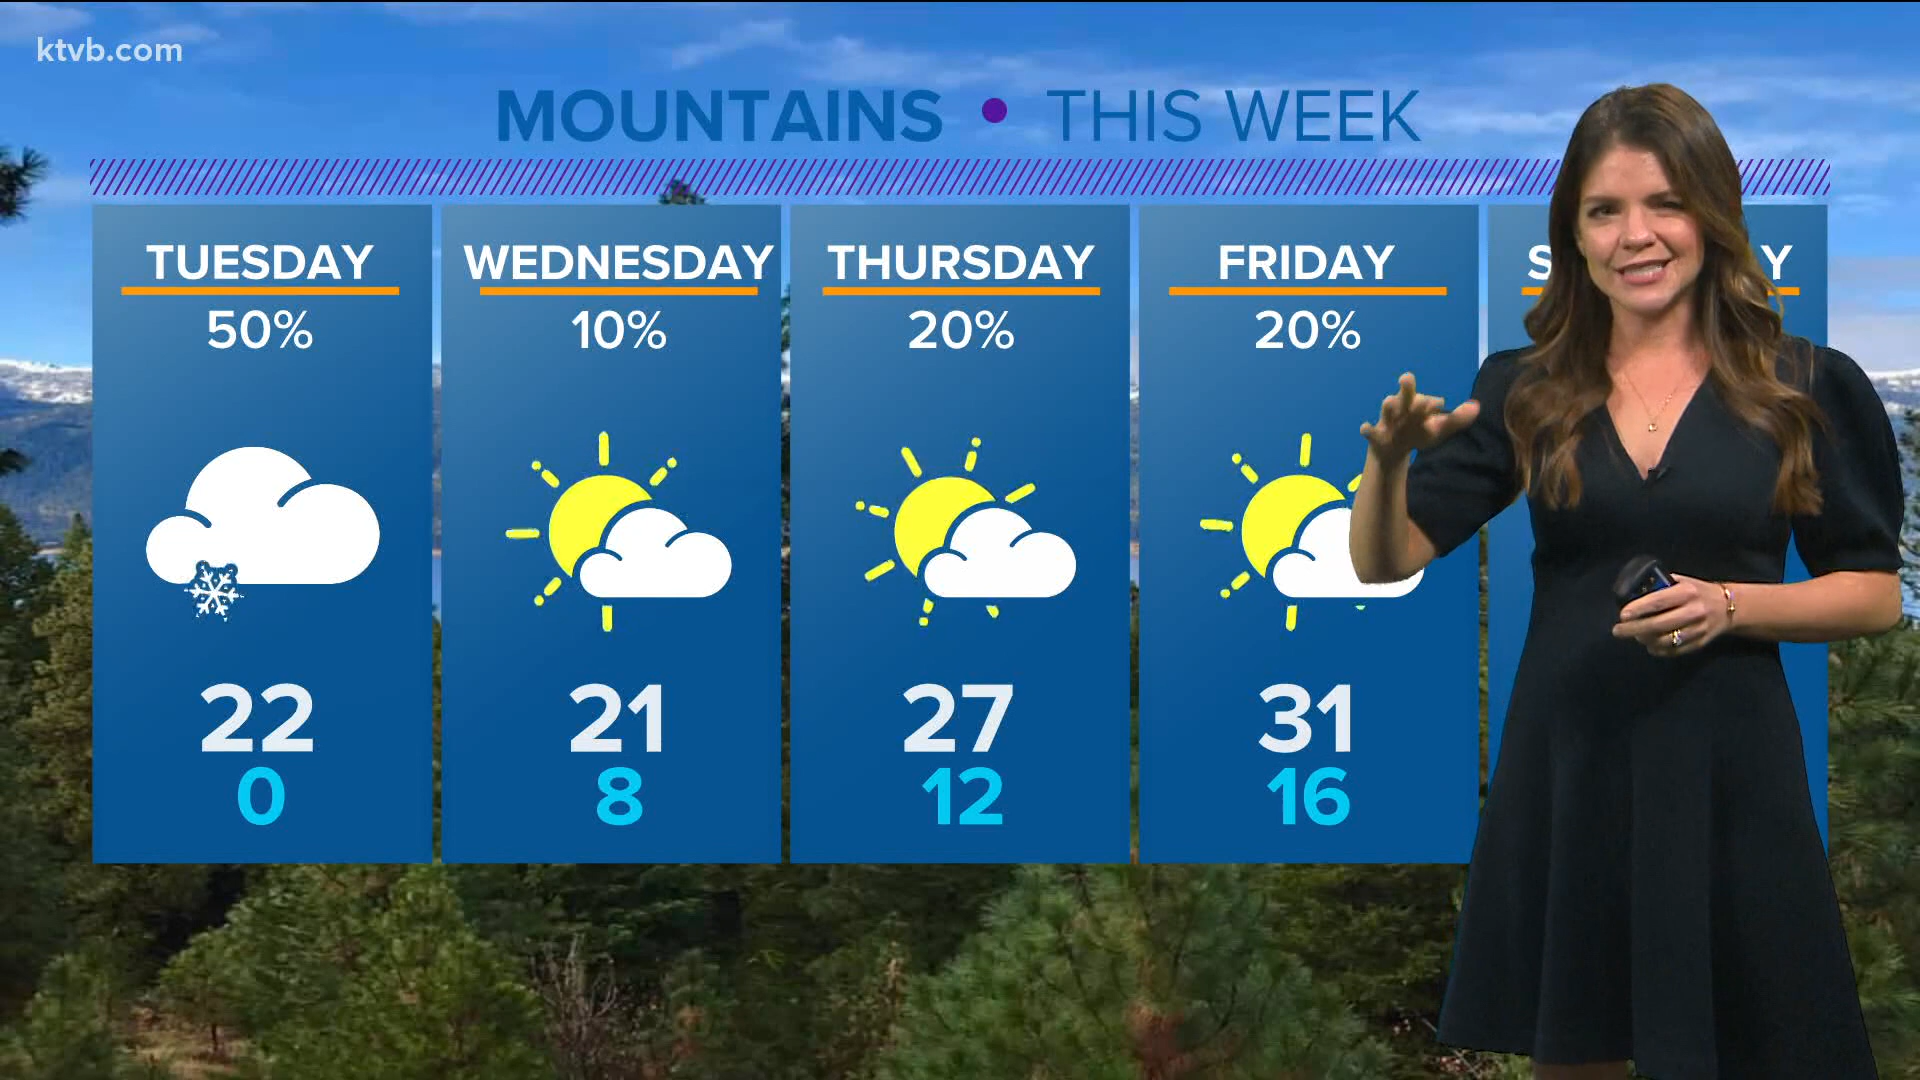 ktvb.com
MOUNTAINS • THIS WEEK
TUESDAY WEDNESDAY THURSDAY FRIDAY
50% 10% 20% 20%
22 21 27 31
0 8 12 16